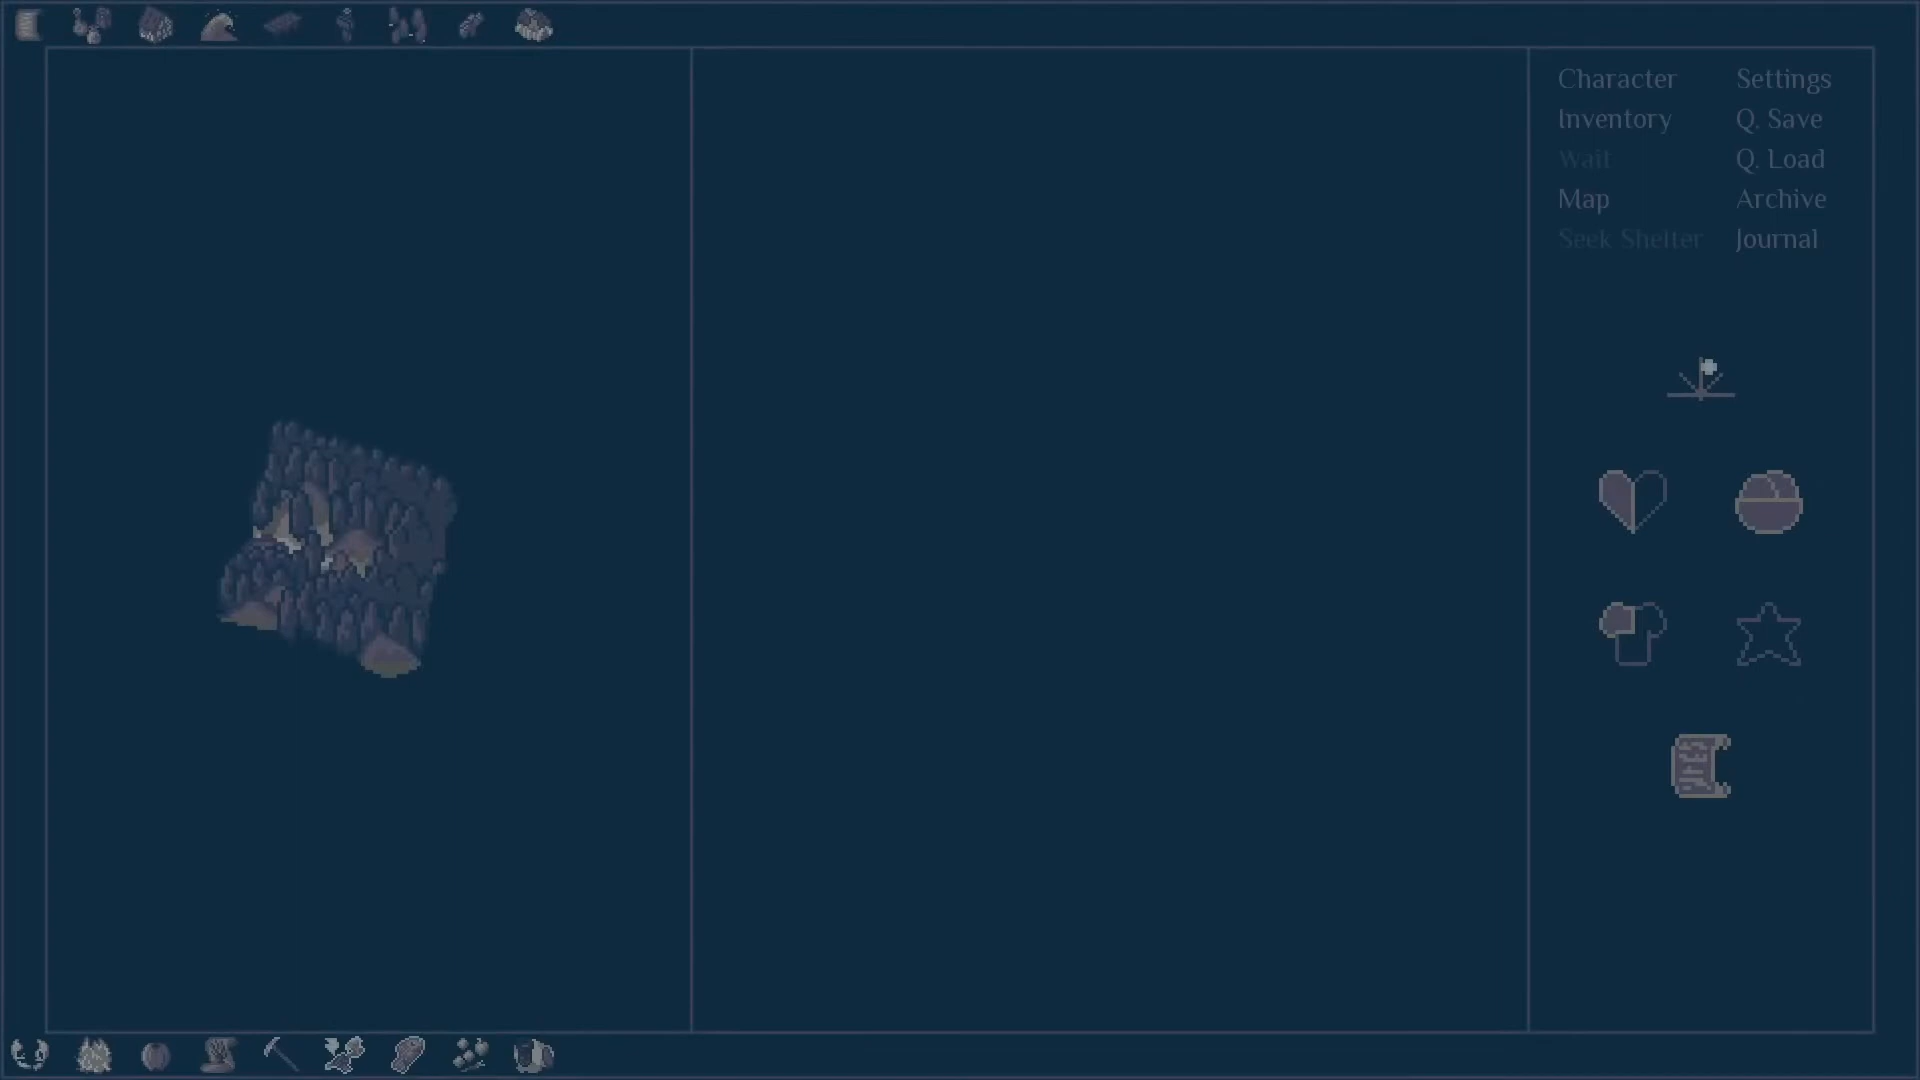 Character Settings
Inventory Q. Save
Wait Q. Load
Map Archive
Seek Shelter Journal